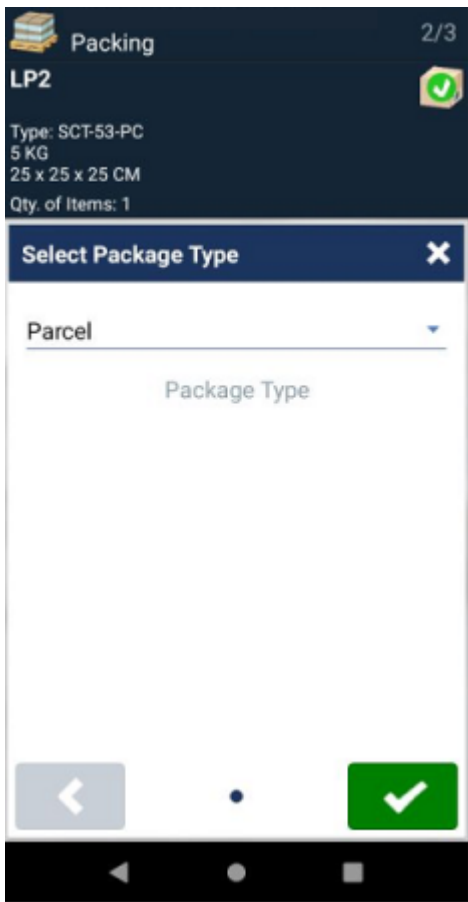 Packing 2/3
LP2
Type: SCT-53-PC
5 KG
25 x 25 x 25 CM
Qty. of Items: 1
Select Package Type
Parcel
Package Type